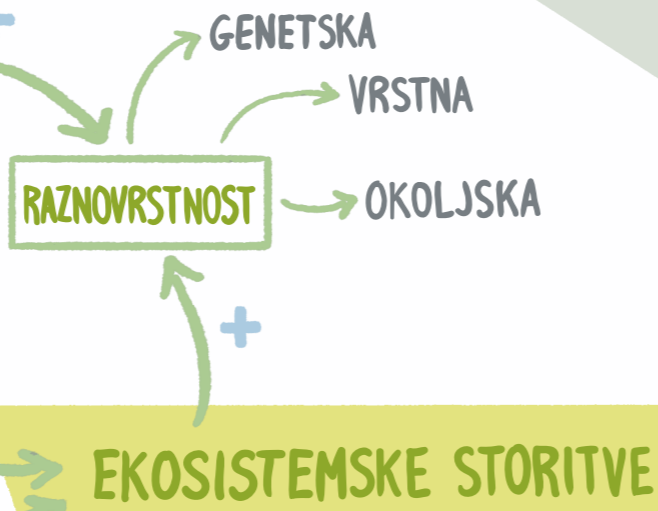 GENETSKA
VRSTNA
RAZNOVRSTNOST
OKOLJSKA
+
EKOSISTEMSKE STORITVE